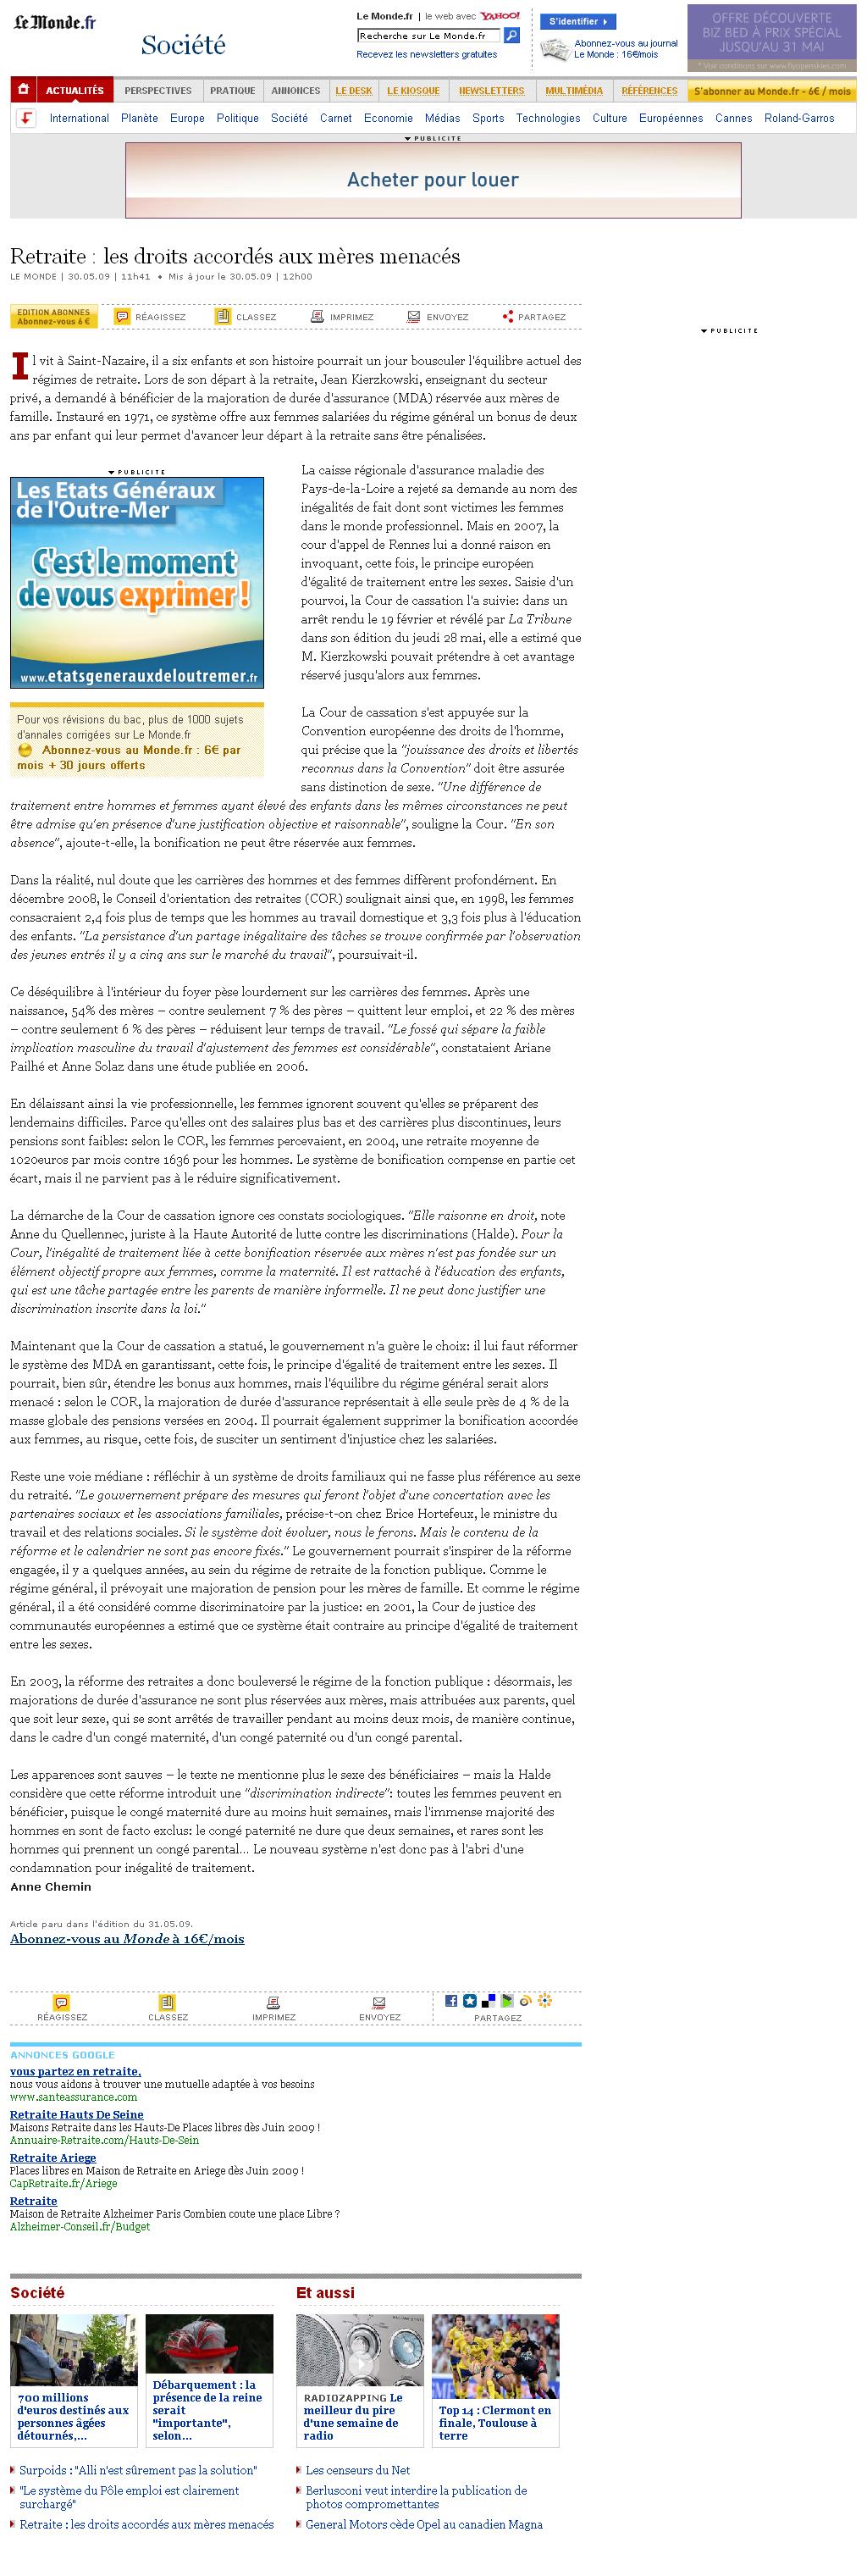 Le Monde.fr
Société
Le Monde.fr | le web avec YAHOO!
Recherche sur Le Monde.fr
Recevez les newsletters gratuites
S'identifier
Abonnez-vous au journal
Le Monde : 16€/mois
OFFRE DÉCOUVERTE
BIZ BED À PRIX SPÉCIAL
JUSQU'AU 31 MAI
* Voir conditions sur www.flyopenskies.com
ACTUALITÉS PERSPECTIVES PRATIQUE ANNONCES LE DESK LE KIOSQUE NEWSLETTERS MULTIMÉDIA RÉFÉRENCES S'abonner au Monde.fr - 6€ / mois
International Planète Europe Politique Société Carnet Economie Médias Sports Technologies Culture Européennes Cannes Roland-Garros
PUBLICITE
Acheter pour louer
Retraite : les droits accordés aux mères menacés
LE MONDE | 30.05.09 | 11h41 • Mis à jour le 30.05.09 | 12h00
EDITION ABONNES
Abonnez-vous 6 €
RÉAGISSEZ CLASSEZ IMPRIMEZ ENVOYEZ PARTAGEZ
PUBLICITE
Il vit à Saint-Nazaire, il a six enfants et son histoire pourrait un jour bousculer l'équilibre actuel des
régimes de retraite. Lors de son départ à la retraite, Jean Kierzkowski, enseignant du secteur
privé, a demandé à bénéficier de la majoration de durée d'assurance (MDA) réservée aux mères de
famille. Instauré en 1971, ce système offre aux femmes salariées du régime général un bonus de deux
ans par enfant qui leur permet d'avancer leur départ à la retraite sans être pénalisées.
PUBLICITE
Les Etats Généraux
de l'Outre-Mer
C'est le moment
de vous exprimer !
www.etatsgenerauxdeloutremer.fr
Pour vos révisions du bac, plus de 1000 sujets
d'annales corrigées sur Le Monde.fr
Abonnez-vous au Monde.fr : 6€ par
mois + 30 jours offerts
La caisse régionale d'assurance maladie des
Pays-de-la-Loire a rejeté sa demande au nom des
inégalités de fait dont sont victimes les femmes
dans le monde professionnel. Mais en 2007, la
cour d'appel de Rennes lui a donné raison en
invoquant, cette fois, le principe européen
d'égalité de traitement entre les sexes. Saisie d'un
pourvoi, la Cour de cassation l'a suivie: dans un
arrêt rendu le 19 février et révélé par La Tribune
dans son édition du jeudi 28 mai, elle a estimé que
M. Kierzkowski pouvait prétendre à cet avantage
réservé jusqu'alors aux femmes.
La Cour de cassation s'est appuyée sur la
Convention européenne des droits de l'homme,
qui précise que la "jouissance des droits et libertés
reconnus dans la Convention" doit être assurée
sans distinction de sexe. "Une différence de
traitement entre hommes et femmes ayant élevé des enfants dans les mêmes circonstances ne peut
être admise qu'en présence d'une justification objective et raisonnable", souligne la Cour. "En son
absence", ajoute-t-elle, la bonification ne peut être réservée aux femmes.
Dans la réalité, nul doute que les carrières des hommes et des femmes diffèrent profondément. En
décembre 2008, le Conseil d'orientation des retraites (COR) soulignait ainsi que, en 1998, les femmes
consacraient 2,4 fois plus de temps que les hommes au travail domestique et 3,3 fois plus à l'éducation
des enfants. "La persistance d'un partage inégalitaire des tâches se trouve confirmée par l'observation
des jeunes entrés il y a cinq ans sur le marché du travail", poursuivait-il.
Ce déséquilibre à l'intérieur du foyer pèse lourdement sur les carrières des femmes. Après une
naissance, 54% des mères – contre seulement 7 % des pères – quittent leur emploi, et 22 % des mères
– contre seulement 6 % des pères – réduisent leur temps de travail. "Le fossé qui sépare la faible
implication masculine du travail d'ajustement des femmes est considérable", constataient Ariane
Pailhé et Anne Solaz dans une étude publiée en 2006.
En délaissant ainsi la vie professionnelle, les femmes ignorent souvent qu'elles se préparent des
lendemains difficiles. Parce qu'elles ont des salaires plus bas et des carrières plus discontinues, leurs
pensions sont faibles: selon le COR, les femmes percevaient, en 2004, une retraite moyenne de
1020euros par mois contre 1636 pour les hommes. Le système de bonification compense en partie cet
écart, mais il ne parvient pas à le réduire significativement.
La démarche de la Cour de cassation ignore ces constats sociologiques. "Elle raisonne en droit, note
Anne du Quellennec, juriste à la Haute Autorité de lutte contre les discriminations (Halde). Pour la
Cour, l'inégalité de traitement liée à cette bonification réservée aux mères n'est pas fondée sur un
élément objectif propre aux femmes, comme la maternité. Il est rattaché à l'éducation des enfants,
qui est une tâche partagée entre les parents de manière informelle. Il ne peut donc justifier une
discrimination inscrite dans la loi."
Maintenant que la Cour de cassation a statué, le gouvernement n'a guère le choix: il lui faut réformer
le système des MDA en garantissant, cette fois, le principe d'égalité de traitement entre les sexes. Il
pourrait, bien sûr, étendre les bonus aux hommes, mais l'équilibre du régime général serait alors
menacé : selon le COR, la majoration de durée d'assurance représentait à elle seule près de 4 % de la
masse globale des pensions versées en 2004. Il pourrait également supprimer la bonification accordée
aux femmes, au risque, cette fois, de susciter un sentiment d'injustice chez les salariées.
Reste une voie médiane : réfléchir à un système de droits familiaux qui ne fasse plus référence au sexe
du retraité. "Le gouvernement prépare des mesures qui feront l'objet d'une concertation avec les
partenaires sociaux et les associations familiales, précise-t-on chez Brice Hortefeux, le ministre du
travail et des relations sociales. Si le système doit évoluer, nous le ferons. Mais le contenu de la
réforme et le calendrier ne sont pas encore fixés." Le gouvernement pourrait s'inspirer de la réforme
engagée, il y a quelques années, au sein du régime de retraite de la fonction publique. Comme le
régime général, il prévoyait une majoration de pension pour les mères de famille. Et comme le régime
général, il a été considéré comme discriminatoire par la justice: en 2001, la Cour de justice des
communautés européennes a estimé que ce système était contraire au principe d'égalité de traitement
entre les sexes.
En 2003, la réforme des retraites a donc bouleversé le régime de la fonction publique : désormais, les
majorations de durée d'assurance ne sont plus réservées aux mères, mais attribuées aux parents, quel
que soit leur sexe, qui se sont arrêtés de travailler pendant au moins deux mois, de manière continue,
dans le cadre d'un congé maternité, d'un congé paternité ou d'un congé parental.
Les apparences sont sauves – le texte ne mentionne plus le sexe des bénéficiaires – mais la Halde
considère que cette réforme introduit une "discrimination indirecte": toutes les femmes peuvent en
bénéficier, puisque le congé maternité dure au moins huit semaines, mais l'immense majorité des
hommes en sont de facto exclus: le congé paternité ne dure que deux semaines, et rares sont les
hommes qui prennent un congé parental... Le nouveau système n'est donc pas à l'abri d'une
condamnation pour inégalité de traitement.
Anne Chemin
Article paru dans l'édition du 31.05.09.
Abonnez-vous au Monde à 16€/mois
RÉAGISSEZ CLASSEZ IMPRIMEZ ENVOYEZ PARTAGEZ
ANNONCES GOOGLE
vous partez en retraite,
nous vous aidons à trouver une mutuelle adaptée à vos besoins
www.santeassurance.com
Retraite Hauts De Seine
Maisons Retraite dans les Hauts-De Places libres dès Juin 2009 !
Annuaire-Retraite.com/Hauts-De-Sein
Retraite Ariege
Places libres en Maison de Retraite en Ariege dès Juin 2009 !
CapRetraite.fr/Ariege
Retraite
Maison de Retraite Alzheimer Paris Combien coute une place Libre ?
Alzheimer-Conseil.fr/Budget
Société
700 millions
d'euros destinés aux
personnes âgées
détournés,...
Débarquement : la
présence de la reine
serait
"importante",
selon...
Surpoids : "Alli n'est sûrement pas la solution"
"Le système du Pôle emploi est clairement
surchargé"
Retraite : les droits accordés aux mères menacés
Et aussi
RADIOZAPPING Le
meilleur du pire
d'une semaine de
radio
Top 14 : Clermont en
finale, Toulouse à
terre
Les censeurs du Net
Berlusconi veut interdire la publication de
photos compromettantes
General Motors cède Opel au canadien Magna